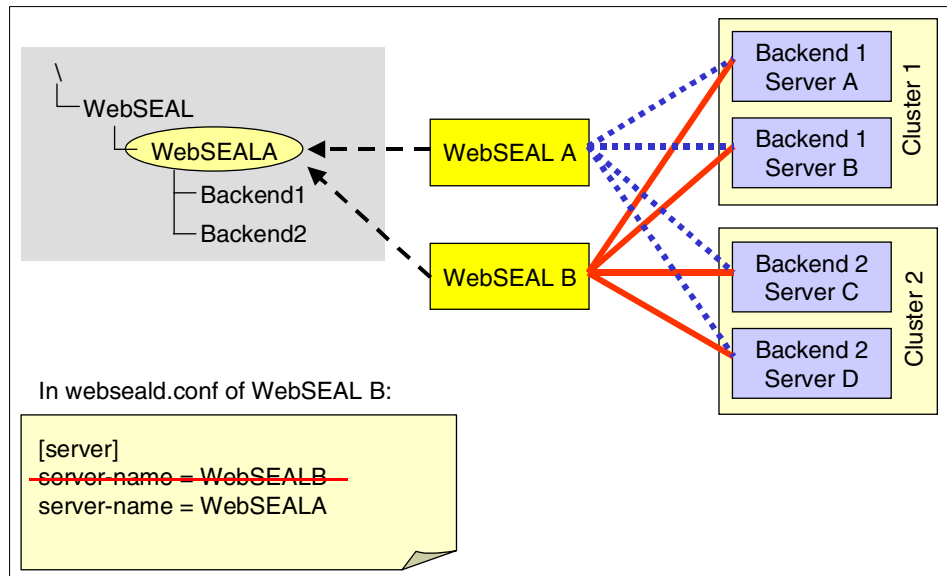 \
WebSEAL
WebSEALA
Backend1
Backend2
WebSEAL A
WebSEAL B
Backend 1
Server A
Backend 1
Server B
Cluster 1
Backend 2
Server C
Backend 2
Server D
Cluster 2
In webseald.conf of WebSEAL B:
[server]
server-name = WebSEALB
server-name = WebSEALA